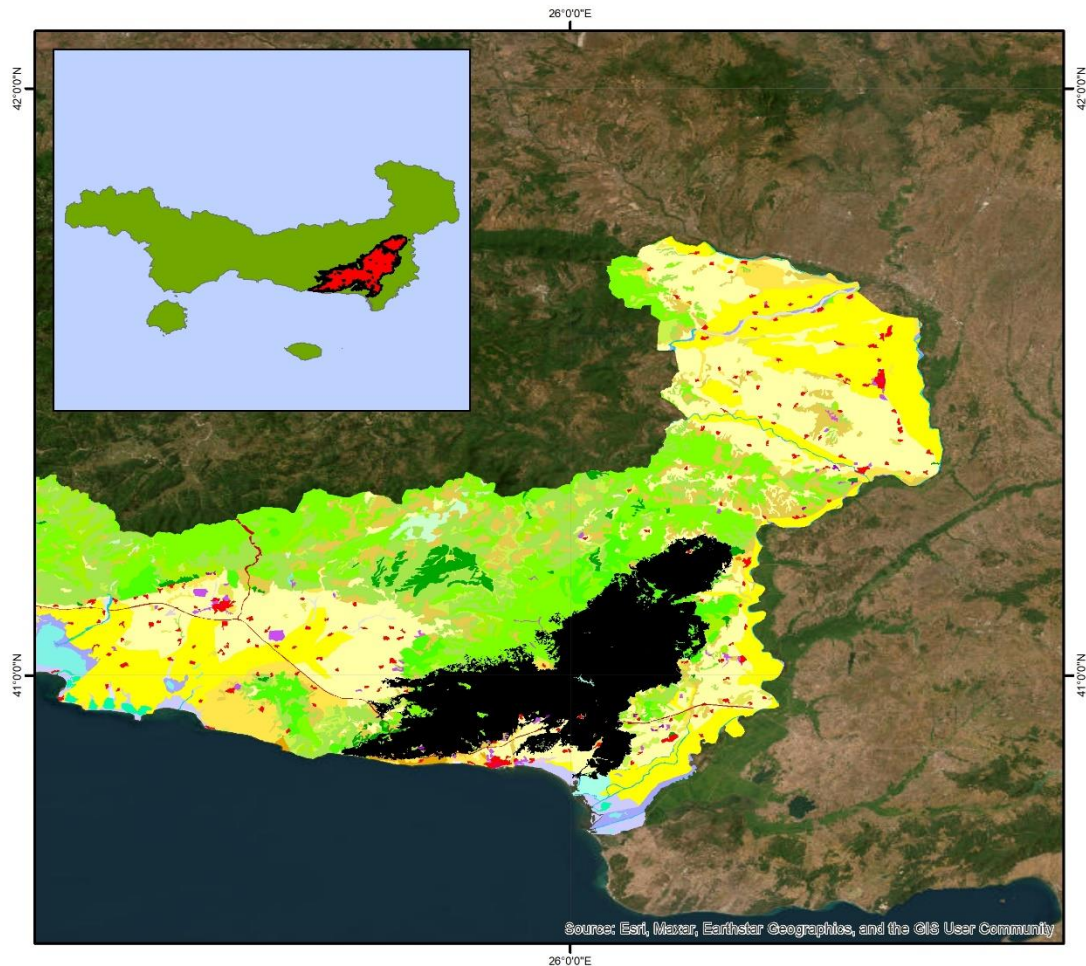 26°0'0"E
42°0'0"N
42°0'0"N
41°0'0"N
41°0'0"N
Source: Esri, Maxar, Earthstar Geographics, and the GIS User Community
26°0'0"E